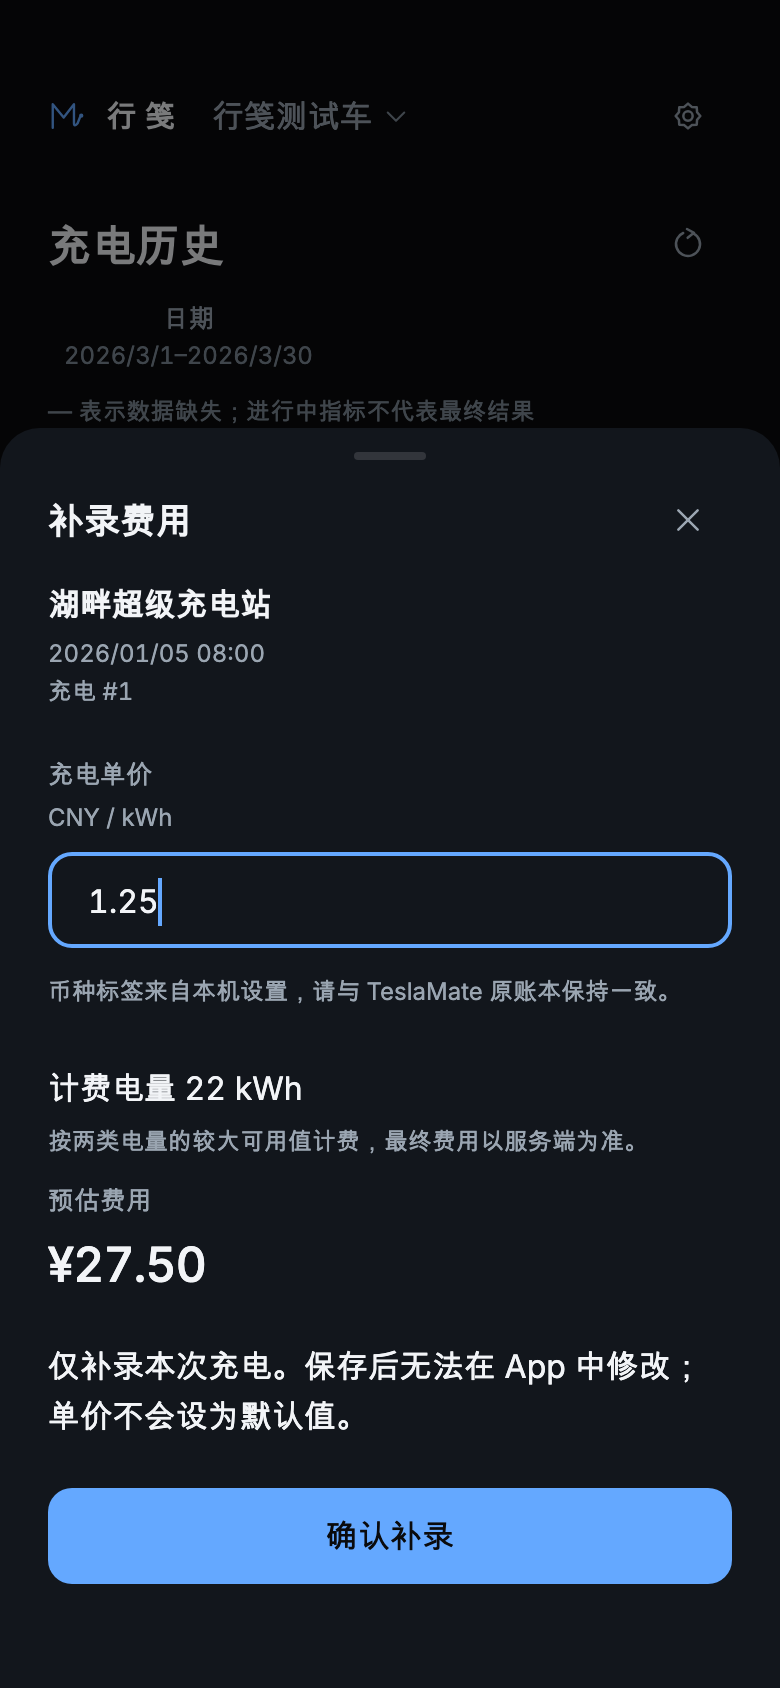 行笺 行笺测试车
充电历史
日期
2026/3/1–2026/3/30
— 表示数据缺失；进行中指标不代表最终结果
补录费用
湖畔超级充电站
2026/01/05 08:00
充电 #1
充电单价
CNY / kWh
1.25
币种标签来自本机设置，请与 TeslaMate 原账本保持一致。
计费电量 22 kWh
按两类电量的较大可用值计费，最终费用以服务端为准。
预估费用
¥27.50
仅补录本次充电。保存后无法在 App 中修改；
单价不会设为默认值。
确认补录